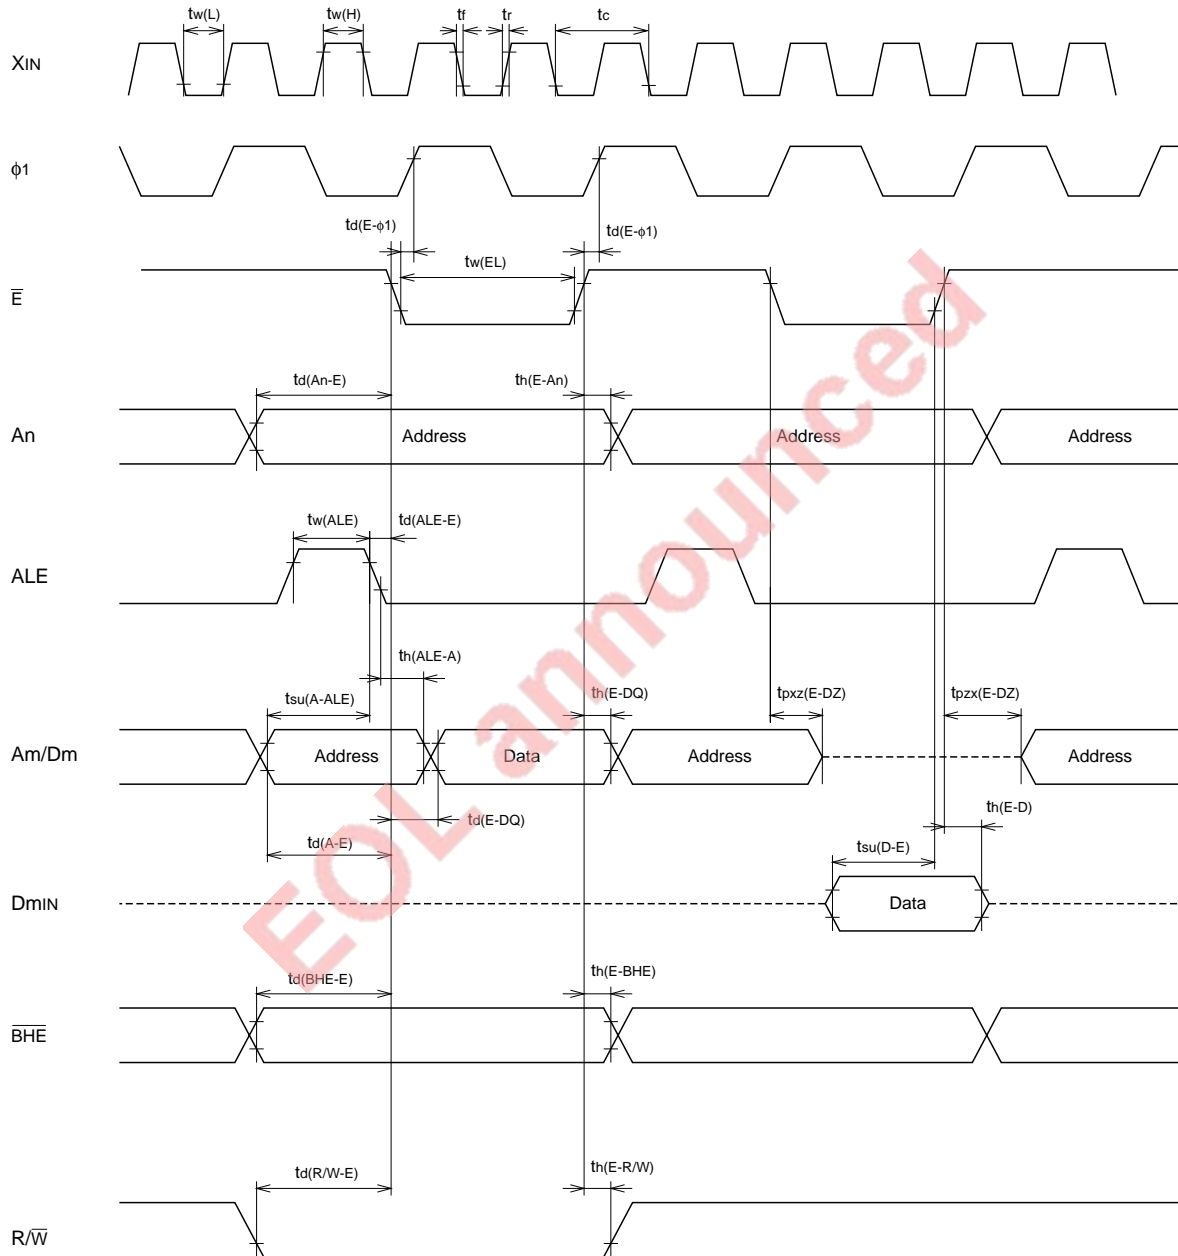 tw(L) tw(H) tf tr tc
XIN
ϕ1
td(E-ϕ1) td(E-ϕ1)
tw(EL)
E̅
td(An-E) th(E-An)
An Address Address Address
tw(ALE) td(ALE-E)
ALE
th(ALE-A)
tsu(A-ALE) th(E-DQ) tpxz(E-DZ) tpzx(E-DZ)
Am/Dm Address Data Address Address
td(E-DQ) th(E-D)
td(A-E) tsu(D-E)
DmIN Data
td(BHE-E) th(E-BHE)
B̅H̅E̅
td(R/W-E) th(E-R/W)
R/W̅
EOL announced